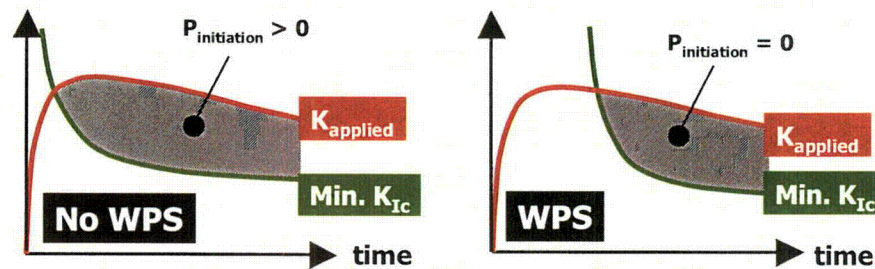 P_initiation > 0
K_applied
Min. K_Ic
No WPS
time
P_initiation = 0
K_applied
Min. K_Ic
WPS
time